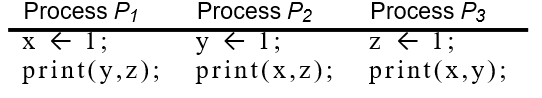 Process P1 Process P2 Process P3
x ← 1; y ← 1; z ← 1;
print(y,z); print(x,z); print(x,y);